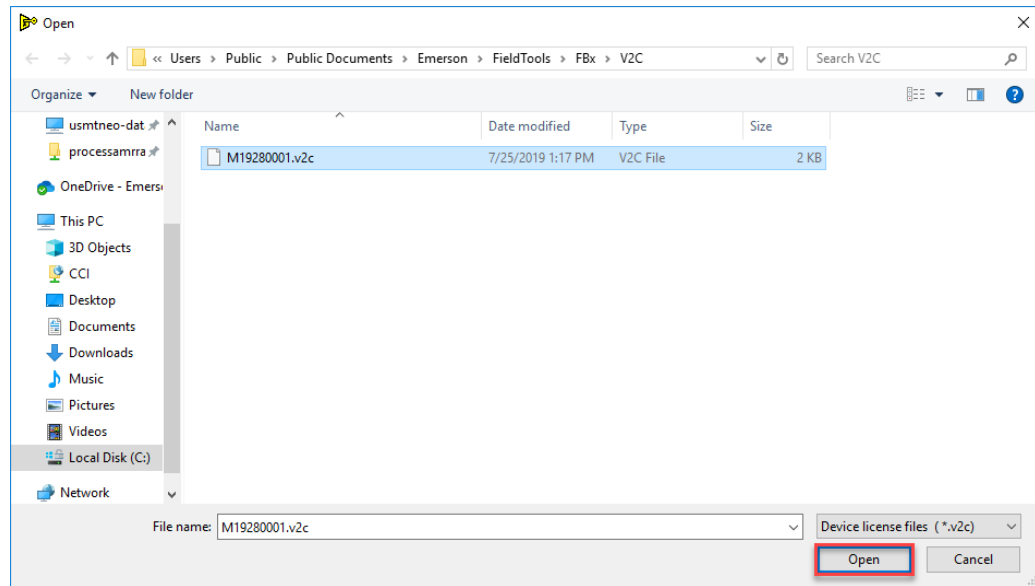 Open
« Users > Public > Public Documents > Emerson > FieldTools > FBx > V2C
Search V2C
Organize
New folder
Name
Date modified
Type
Size
M19280001.v2c
7/25/2019 1:17 PM
V2C File
2 KB
usmtneo-dat
processamrra
OneDrive - Emers
This PC
3D Objects
CCI
Desktop
Documents
Downloads
Music
Pictures
Videos
Local Disk (C:)
Network
File name: M19280001.v2c
Device license files (*.v2c)
Open
Cancel